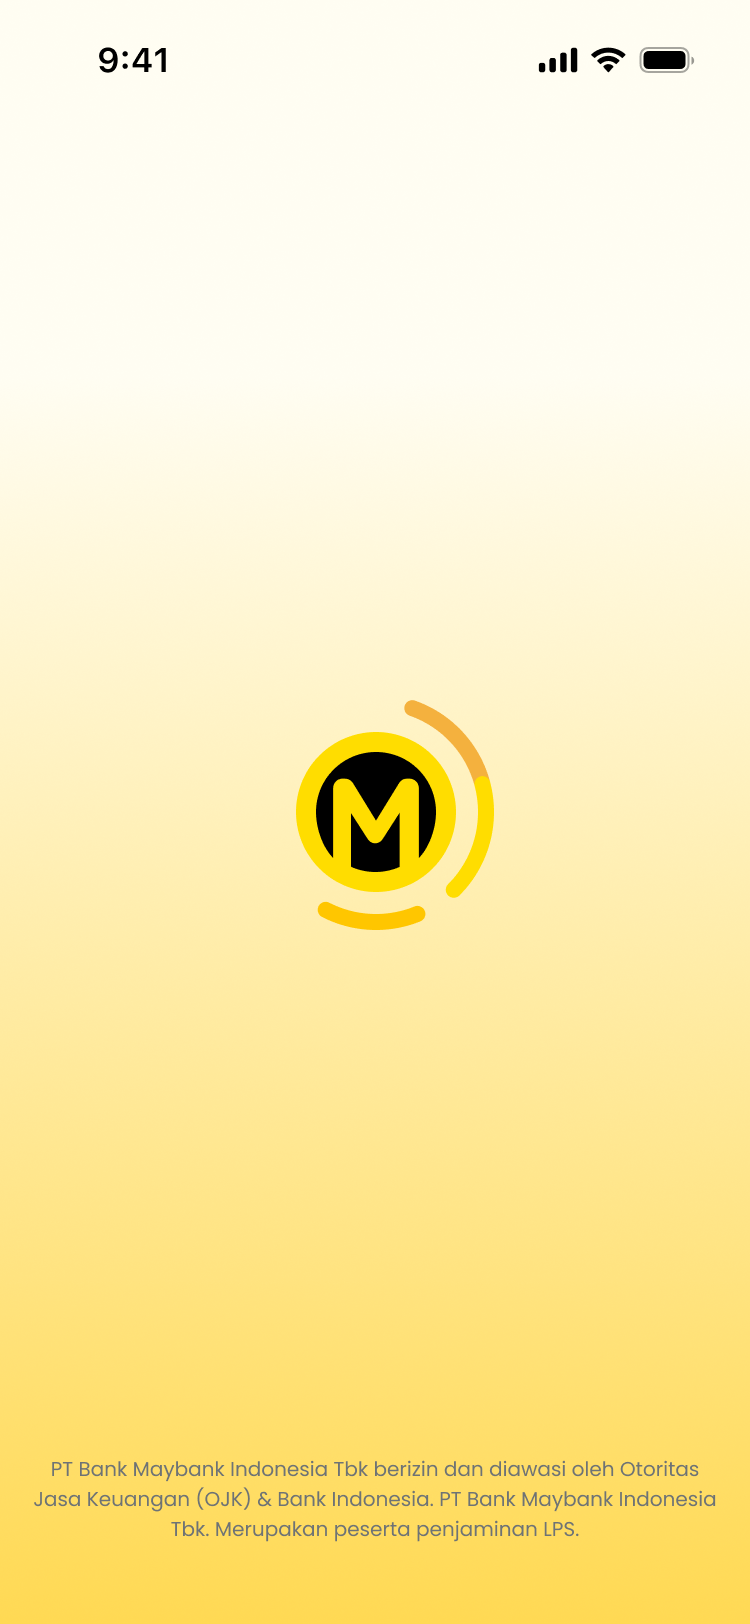 9:41
M
PT Bank Maybank Indonesia Tbk berizin dan diawasi oleh Otoritas
Jasa Keuangan (OJK) & Bank Indonesia. PT Bank Maybank Indonesia
Tbk. Merupakan peserta penjaminan LPS.